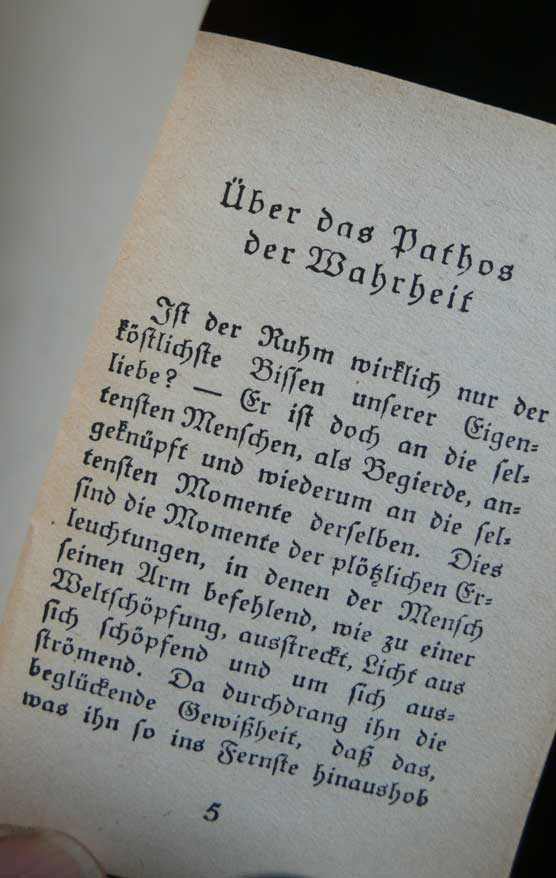 Über das Pathos
der Wahrheit
Ist der Ruhm wirklich nur der
köstlichste Bissen unserer Eigen-
liebe? — Er ist doch an die sel-
tensten Menschen, als Begierde, an-
geknüpft und wiederum an die sel-
tensten Momente derselben. Dies
sind die Momente der plötzlichen Er-
leuchtungen, in denen der Mensch
seinen Arm befehlend, wie zu einer
Weltschöpfung, ausstreckt, Licht aus
sich schöpfend und um sich aus-
strömend. Da durchdrang ihn die
beglückende Gewißheit, daß das,
was ihn so ins Fernste hinaushob
5